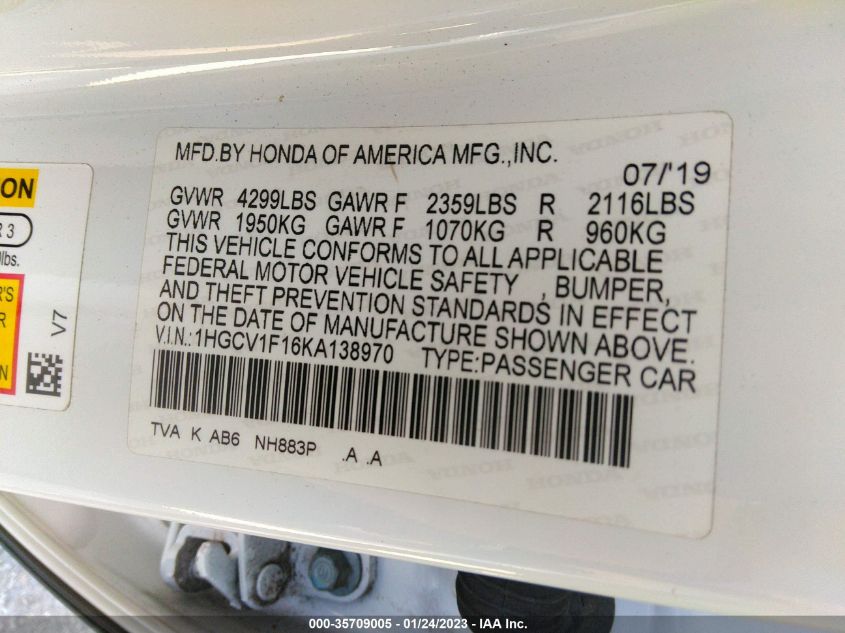 MFD.BY HONDA OF AMERICA MFG.,INC.
07/'19
GVWR 4299LBS GAWR F 2359LBS R 2116LBS
GVWR 1950KG GAWR F 1070KG R 960KG
THIS VEHICLE CONFORMS TO ALL APPLICABLE
FEDERAL MOTOR VEHICLE SAFETY , BUMPER,
AND THEFT PREVENTION STANDARDS IN EFFECT
ON THE DATE OF MANUFACTURE SHOWN ABOVE.
V.I.N.:1HGCV1F16KA138970 TYPE:PASSENGER CAR
TVA K AB6 NH883P .A .A
ON
R 3
lbs.
R'S
R
N
V7
HONDA
000-35709005 / 01/24/2023 / IAA Inc.